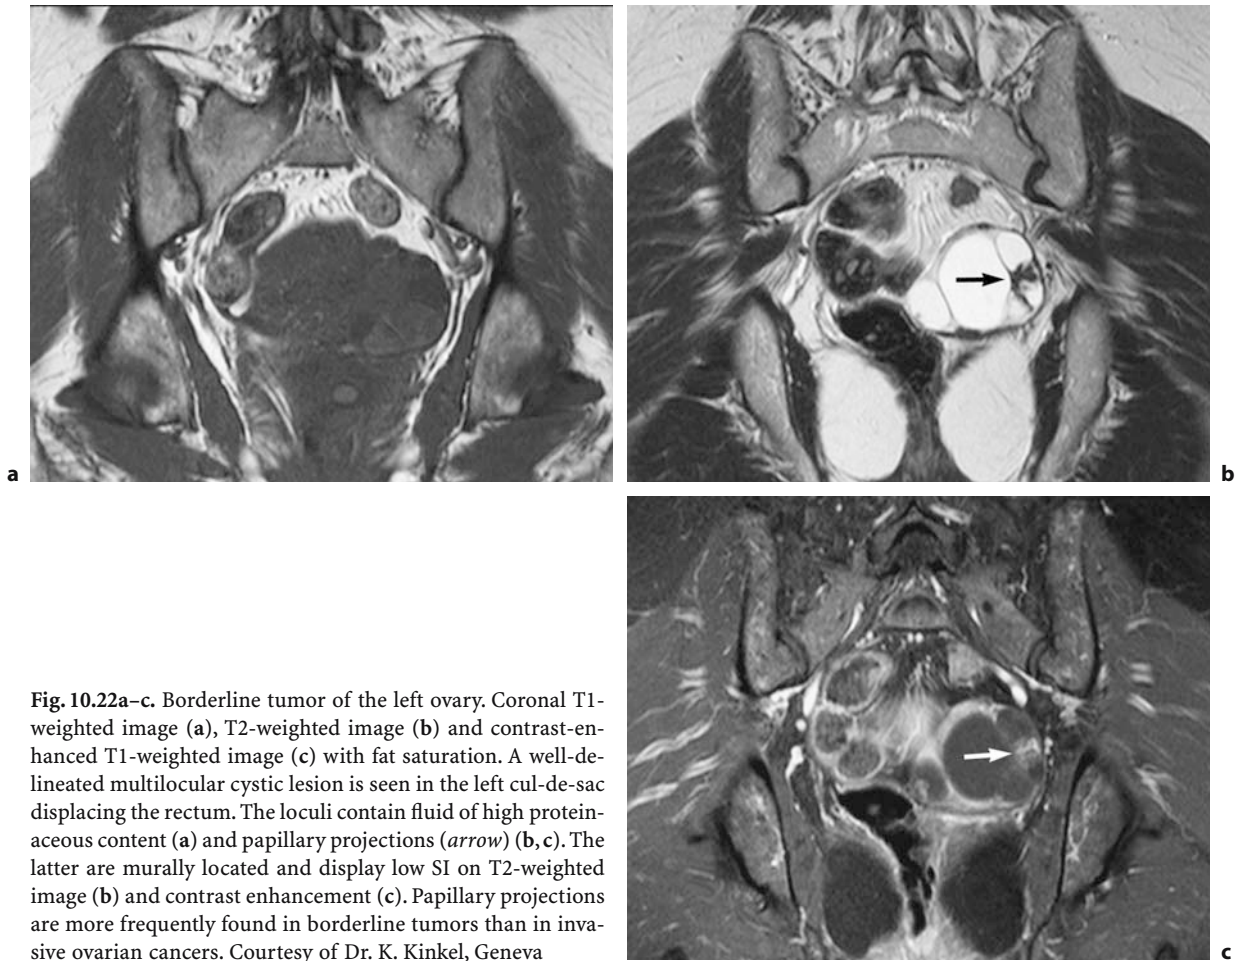 a
b
Fig. 10.22a–c. Borderline tumor of the left ovary. Coronal T1-
weighted image (a), T2-weighted image (b) and contrast-en-
hanced T1-weighted image (c) with fat saturation. A well-de-
lineated multilocular cystic lesion is seen in the left cul-de-sac
displacing the rectum. The loculi contain fluid of high protein-
aceous content (a) and papillary projections (arrow) (b, c). The
latter are murally located and display low SI on T2-weighted
image (b) and contrast enhancement (c). Papillary projections
are more frequently found in borderline tumors than in inva-
sive ovarian cancers. Courtesy of Dr. K. Kinkel, Geneva
c